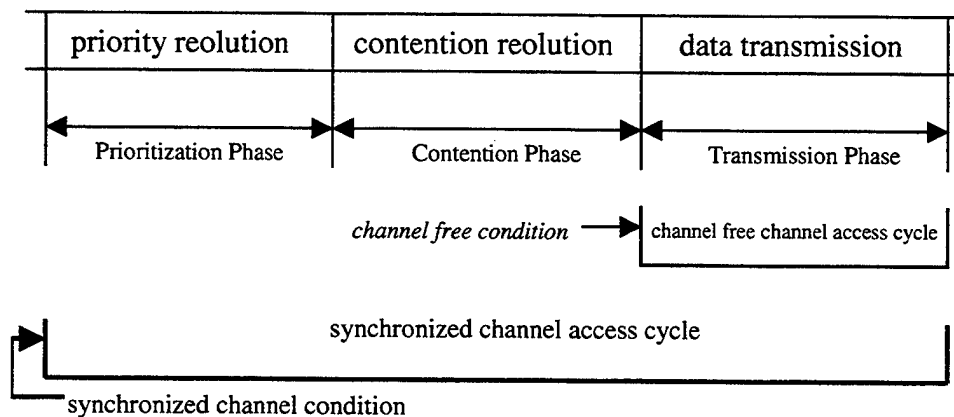 priority reolution contention reolution data transmission
Prioritization Phase Contention Phase Transmission Phase
channel free condition channel free channel access cycle
synchronized channel access cycle
synchronized channel condition